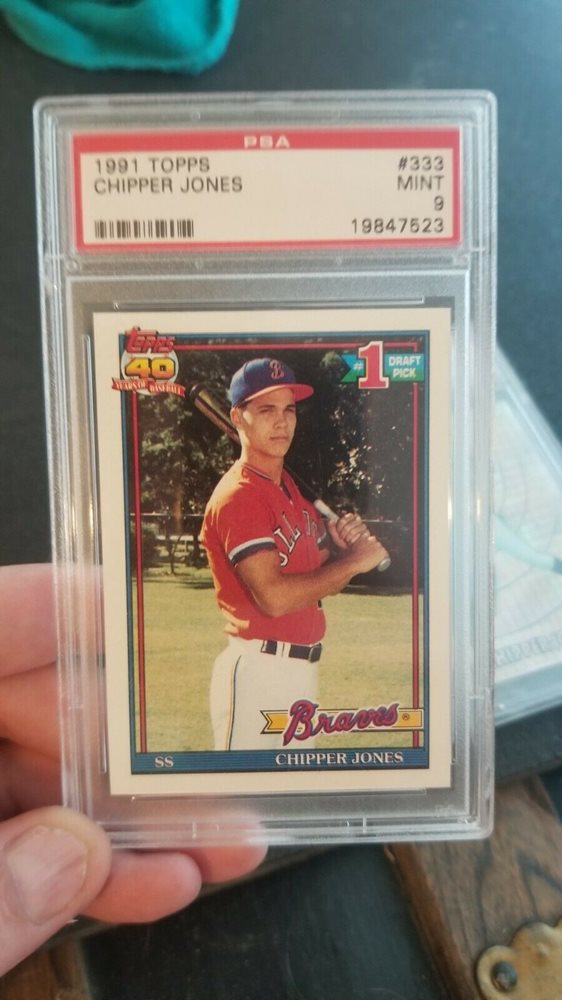 PSA
1991 TOPPS #333
CHIPPER JONES MINT
9
19847523
Topps
40
YEARS OF BASEBALL
#1 DRAFT PICK
B
Braves®
SS CHIPPER JONES